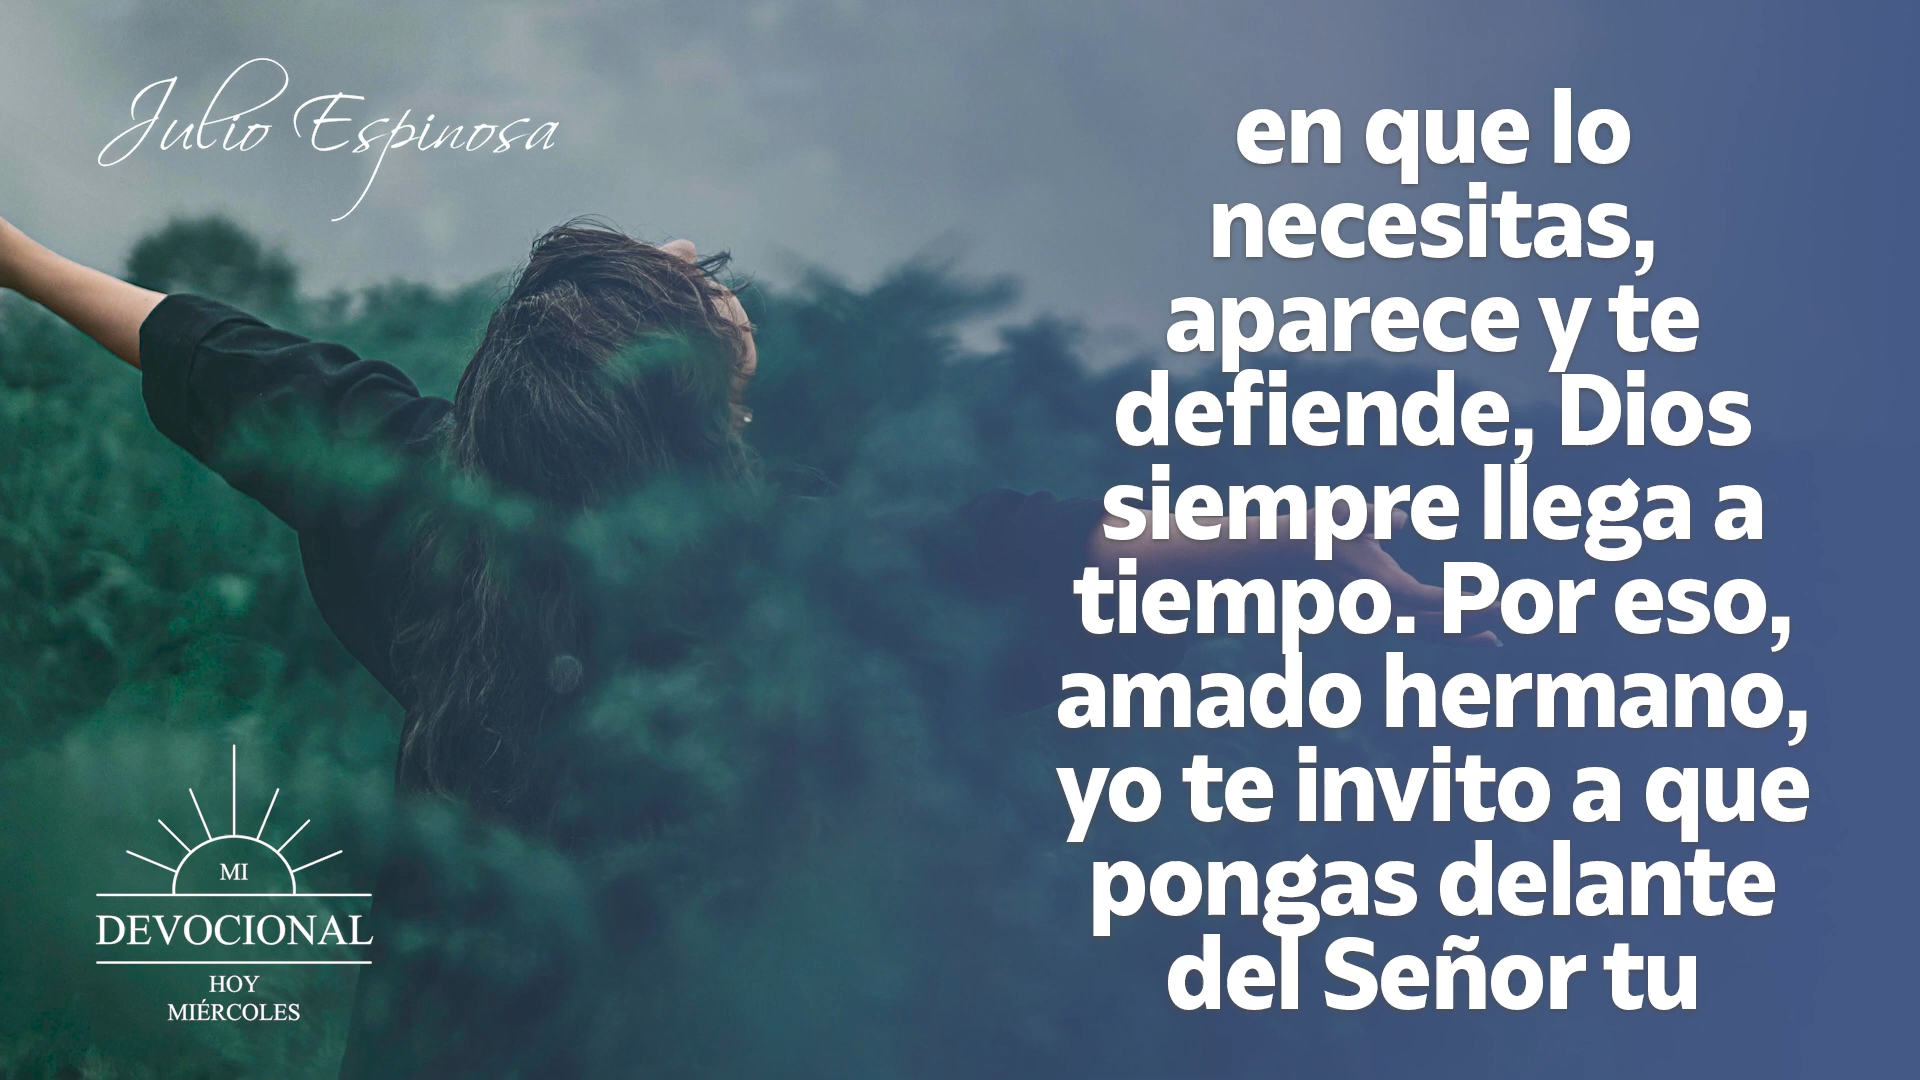 Julio Espinosa
en que lo
necesitas,
aparece y te
defiende, Dios
siempre llega a
tiempo. Por eso,
amado hermano,
yo te invito a que
pongas delante
del Señor tu
MI
DEVOCIONAL
HOY
MIÉRCOLES